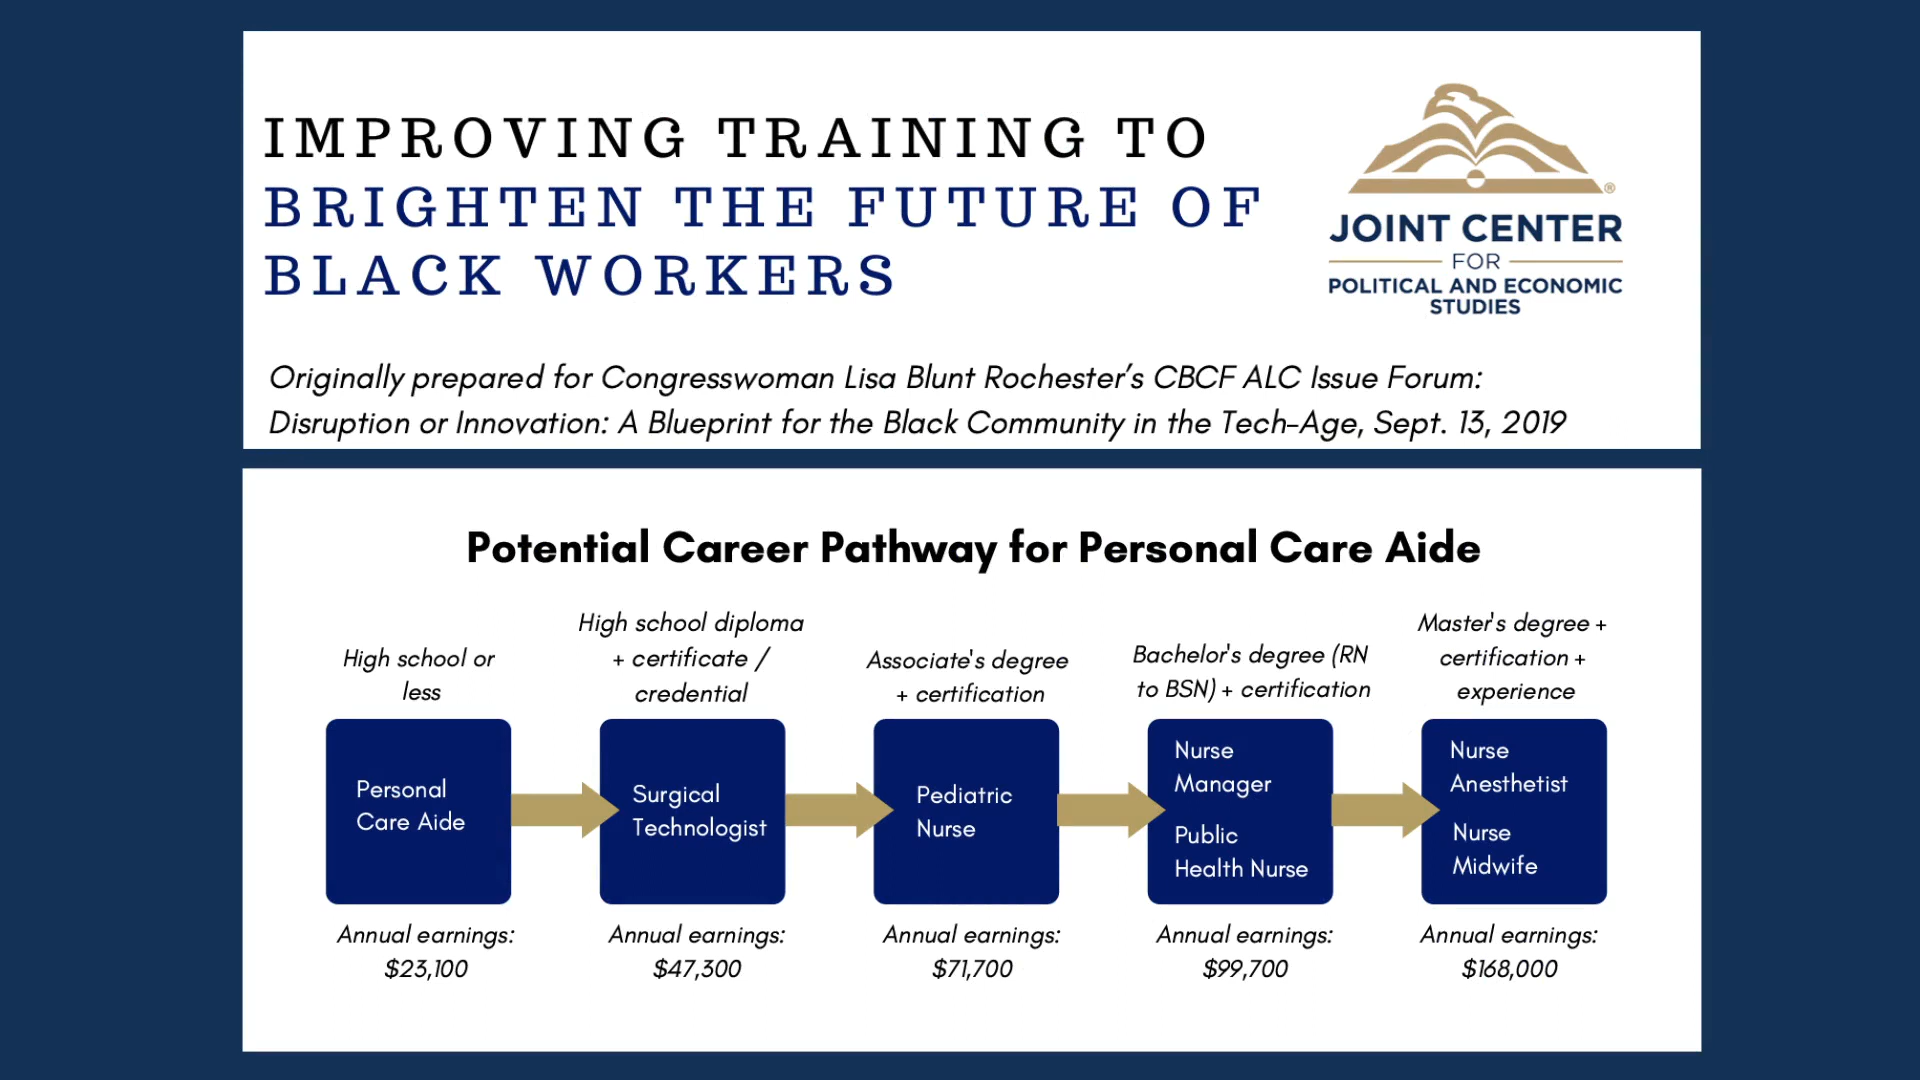 IMPROVING TRAINING TO
BRIGHTEN THE FUTURE OF
BLACK WORKERS
®
JOINT CENTER
FOR
POLITICAL AND ECONOMIC
STUDIES
Originally prepared for Congresswoman Lisa Blunt Rochester’s CBCF ALC Issue Forum:
Disruption or Innovation: A Blueprint for the Black Community in the Tech-Age, Sept. 13, 2019
Potential Career Pathway for Personal Care Aide
High school or
less
Personal
Care Aide
Annual earnings:
$23,100
High school diploma
+ certificate /
credential
Surgical
Technologist
Annual earnings:
$47,300
Associate's degree
+ certification
Pediatric
Nurse
Annual earnings:
$71,700
Bachelor's degree (RN
to BSN) + certification
Nurse
Manager
Public
Health Nurse
Annual earnings:
$99,700
Master's degree +
certification +
experience
Nurse
Anesthetist
Nurse
Midwife
Annual earnings:
$168,000